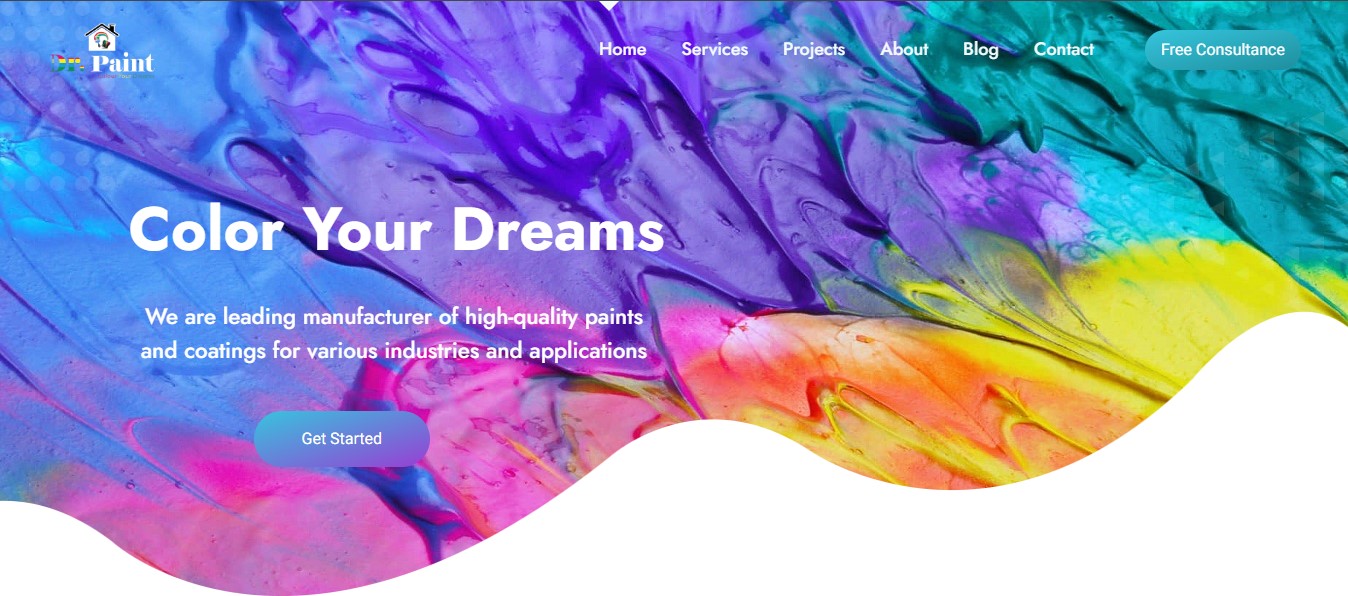 Dr. Paint
Home Services Projects About Blog Contact Free Consultance
Color Your Dreams
We are leading manufacturer of high-quality paints
and coatings for various industries and applications
Get Started